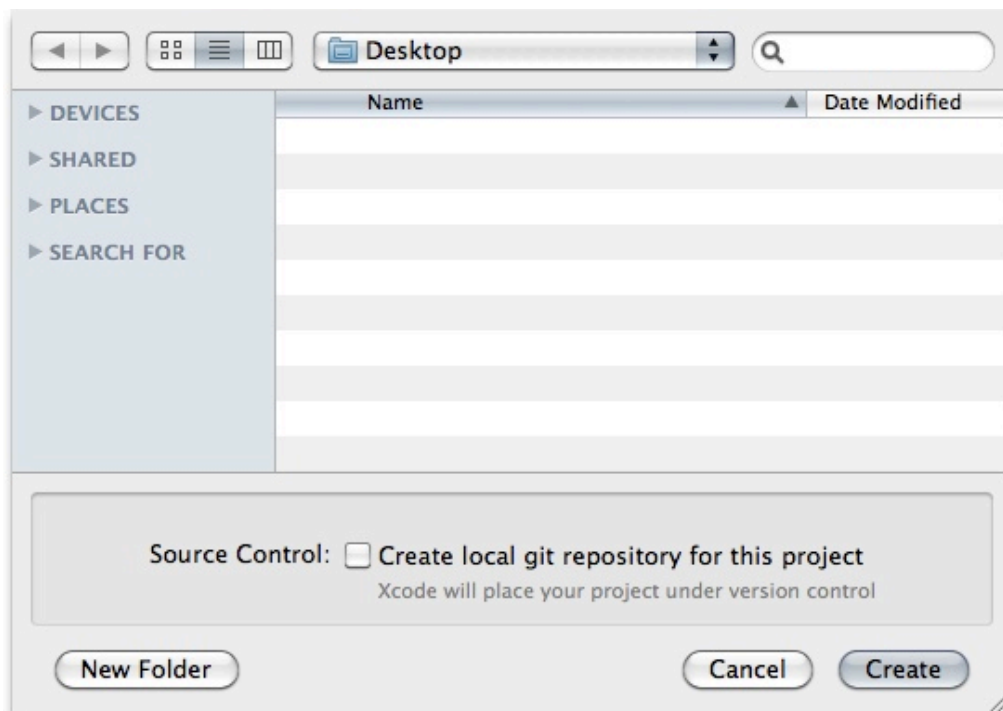 Desktop
Name Date Modified
DEVICES
SHARED
PLACES
SEARCH FOR
Source Control: Create local git repository for this project
Xcode will place your project under version control
New Folder Cancel Create